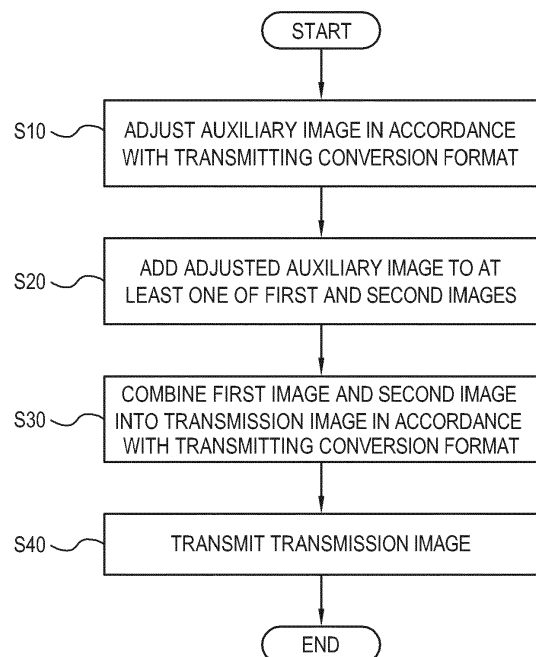 START
S10
ADJUST AUXILIARY IMAGE IN ACCORDANCE
WITH TRANSMITTING CONVERSION FORMAT
S20
ADD ADJUSTED AUXILIARY IMAGE TO AT
LEAST ONE OF FIRST AND SECOND IMAGES
S30
COMBINE FIRST IMAGE AND SECOND IMAGE
INTO TRANSMISSION IMAGE IN ACCORDANCE
WITH TRANSMITTING CONVERSION FORMAT
S40
TRANSMIT TRANSMISSION IMAGE
END